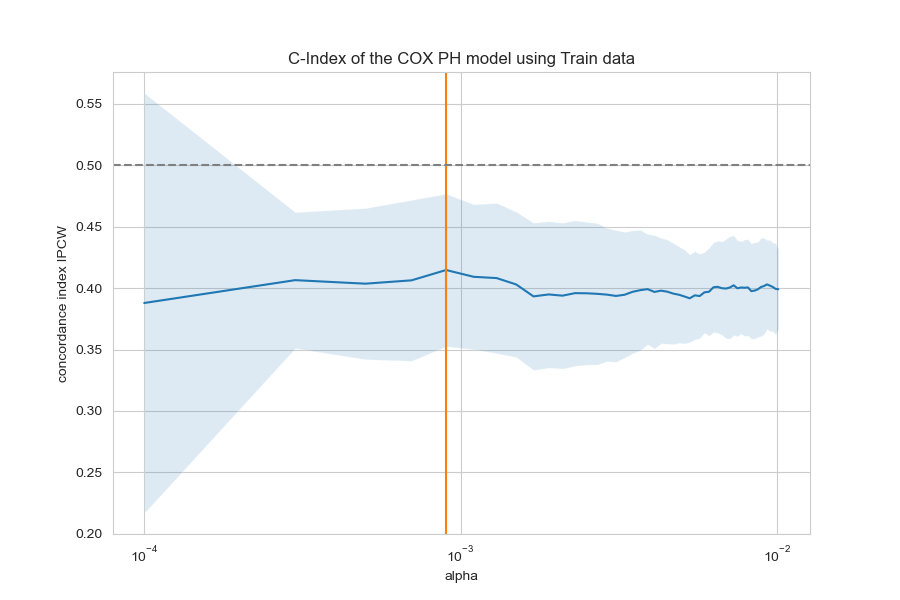 C-Index of the COX PH model using Train data
concordance index IPCW
0.55
0.50
0.45
0.40
0.35
0.30
0.25
0.20
10⁻⁴ 10⁻³ 10⁻²
alpha